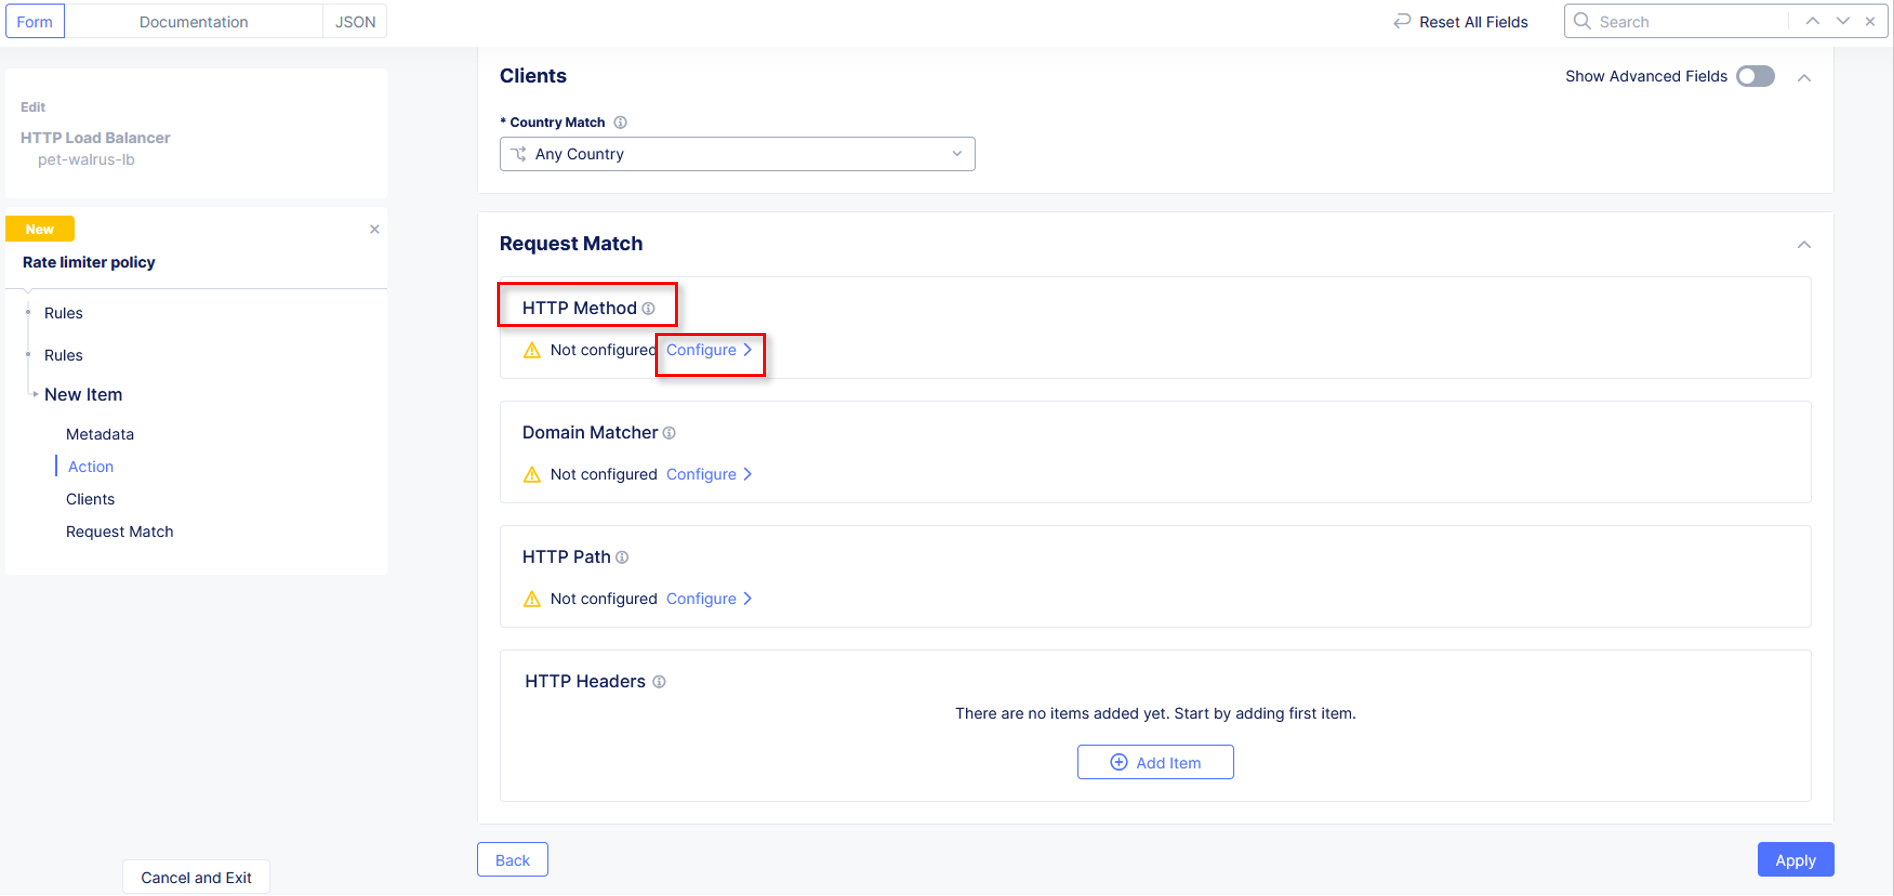 Form
Documentation
JSON
Reset All Fields
Search
Edit
HTTP Load Balancer
pet-walrus-lb
New
Rate limiter policy
Rules
Rules
New Item
Metadata
Action
Clients
Request Match
Cancel and Exit
Clients
Show Advanced Fields
* Country Match
Any Country
Request Match
HTTP Method
Not configured Configure
Domain Matcher
Not configured Configure
HTTP Path
Not configured Configure
HTTP Headers
There are no items added yet. Start by adding first item.
Add Item
Back
Apply